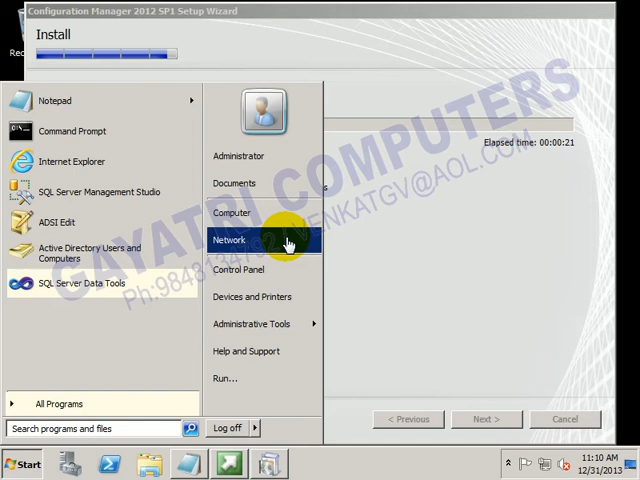 Configuration Manager 2012 SP1 Setup Wizard
Install
Elapsed time: 00:00:21
Notepad
Command Prompt
Internet Explorer
SQL Server Management Studio
ADSI Edit
Active Directory Users and
Computers
SQL Server Data Tools
All Programs
Search programs and files
Administrator
Documents
Computer
Network
Control Panel
Devices and Printers
Administrative Tools
Help and Support
Run...
Log off
< Previous
Next >
Cancel
GAYATRI COMPUTERS
Start
11:10 AM
12/31/2013